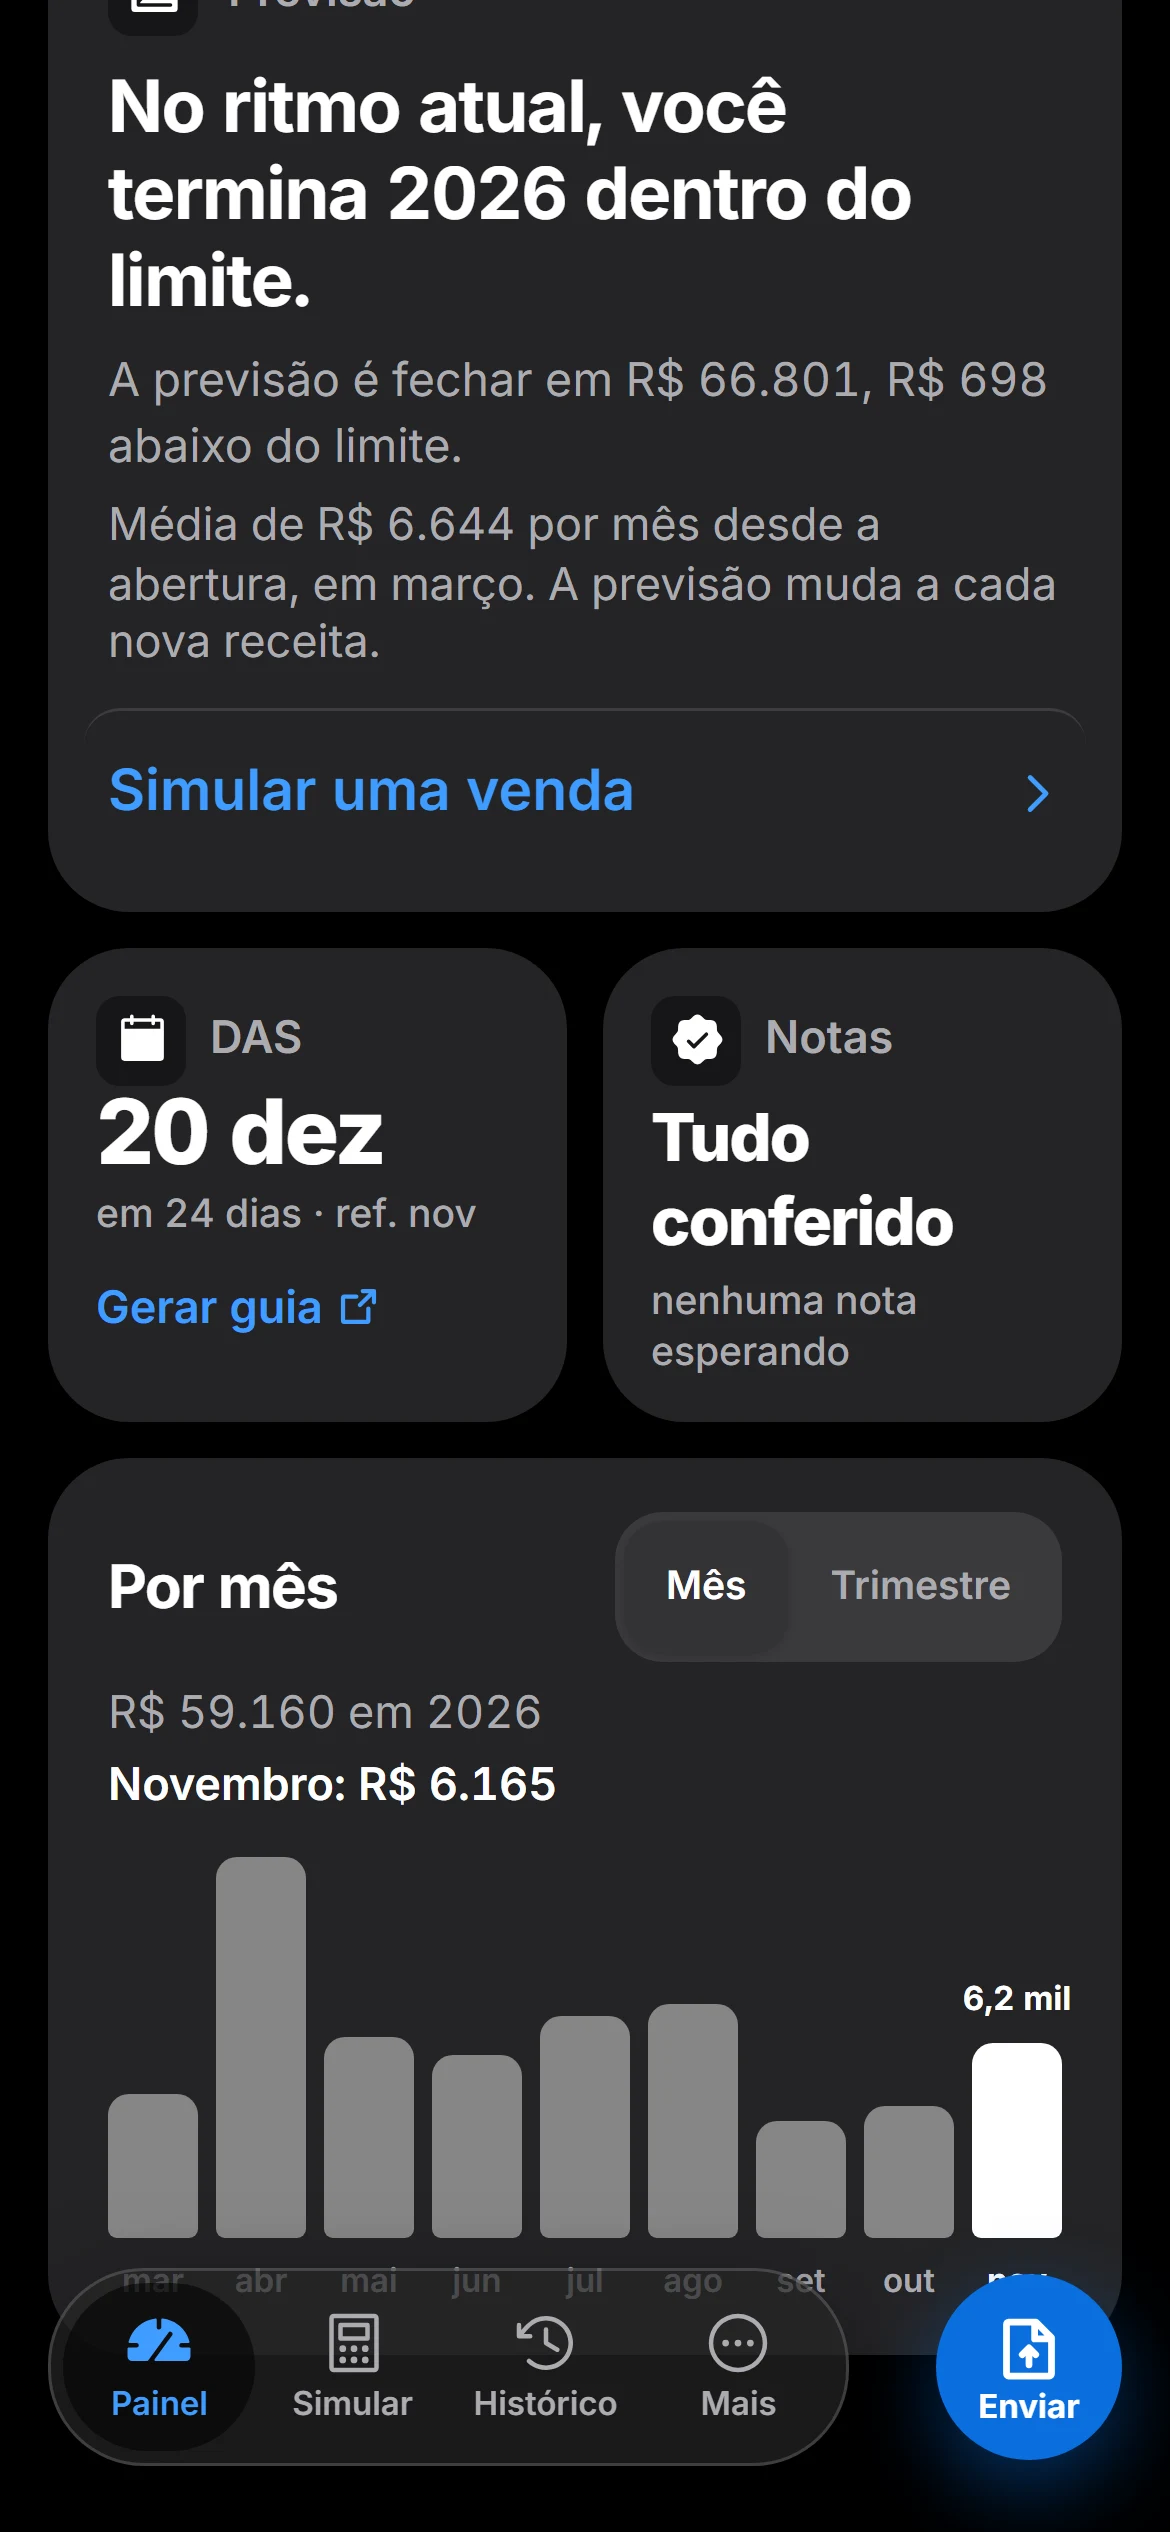 Previsão
No ritmo atual, você
termina 2026 dentro do
limite.
A previsão é fechar em R$ 66.801, R$ 698
abaixo do limite.
Média de R$ 6.644 por mês desde a
abertura, em março. A previsão muda a cada
nova receita.
Simular uma venda
DAS
20 dez
em 24 dias · ref. nov
Gerar guia
Notas
Tudo
conferido
nenhuma nota
esperando
Por mês
Mês
Trimestre
R$ 59.160 em 2026
Novembro: R$ 6.165
6,2 mil
mar abr mai jun jul ago set out nov
Painel
Simular
Histórico
Mais
Enviar